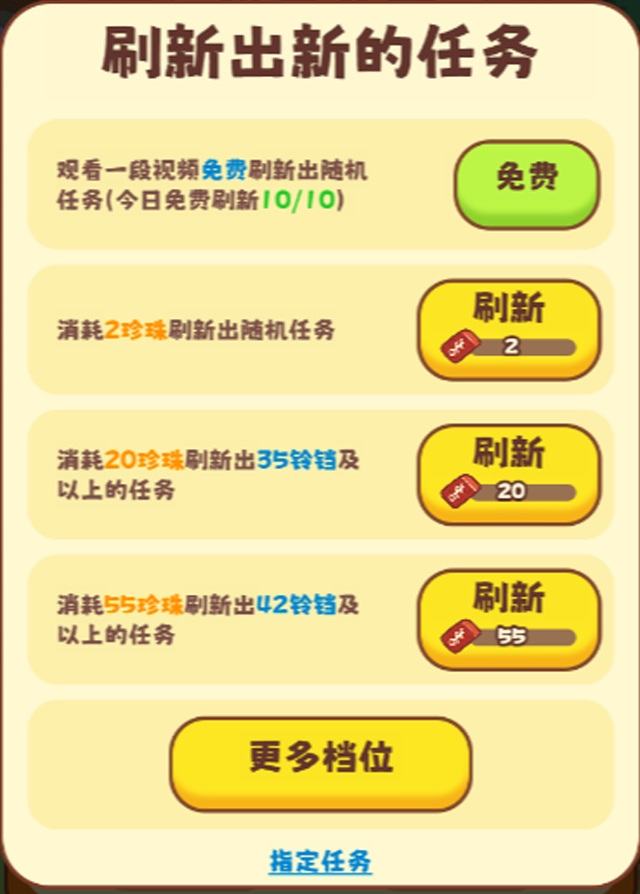 刷新出新的任务
观看一段视频免费刷新出随机
任务(今日免费刷新10/10)
免费
消耗2珍珠刷新出随机任务
刷新
2
消耗20珍珠刷新出35铃铛及
以上的任务
刷新
20
消耗55珍珠刷新出42铃铛及
以上的任务
刷新
55
更多档位
指定任务